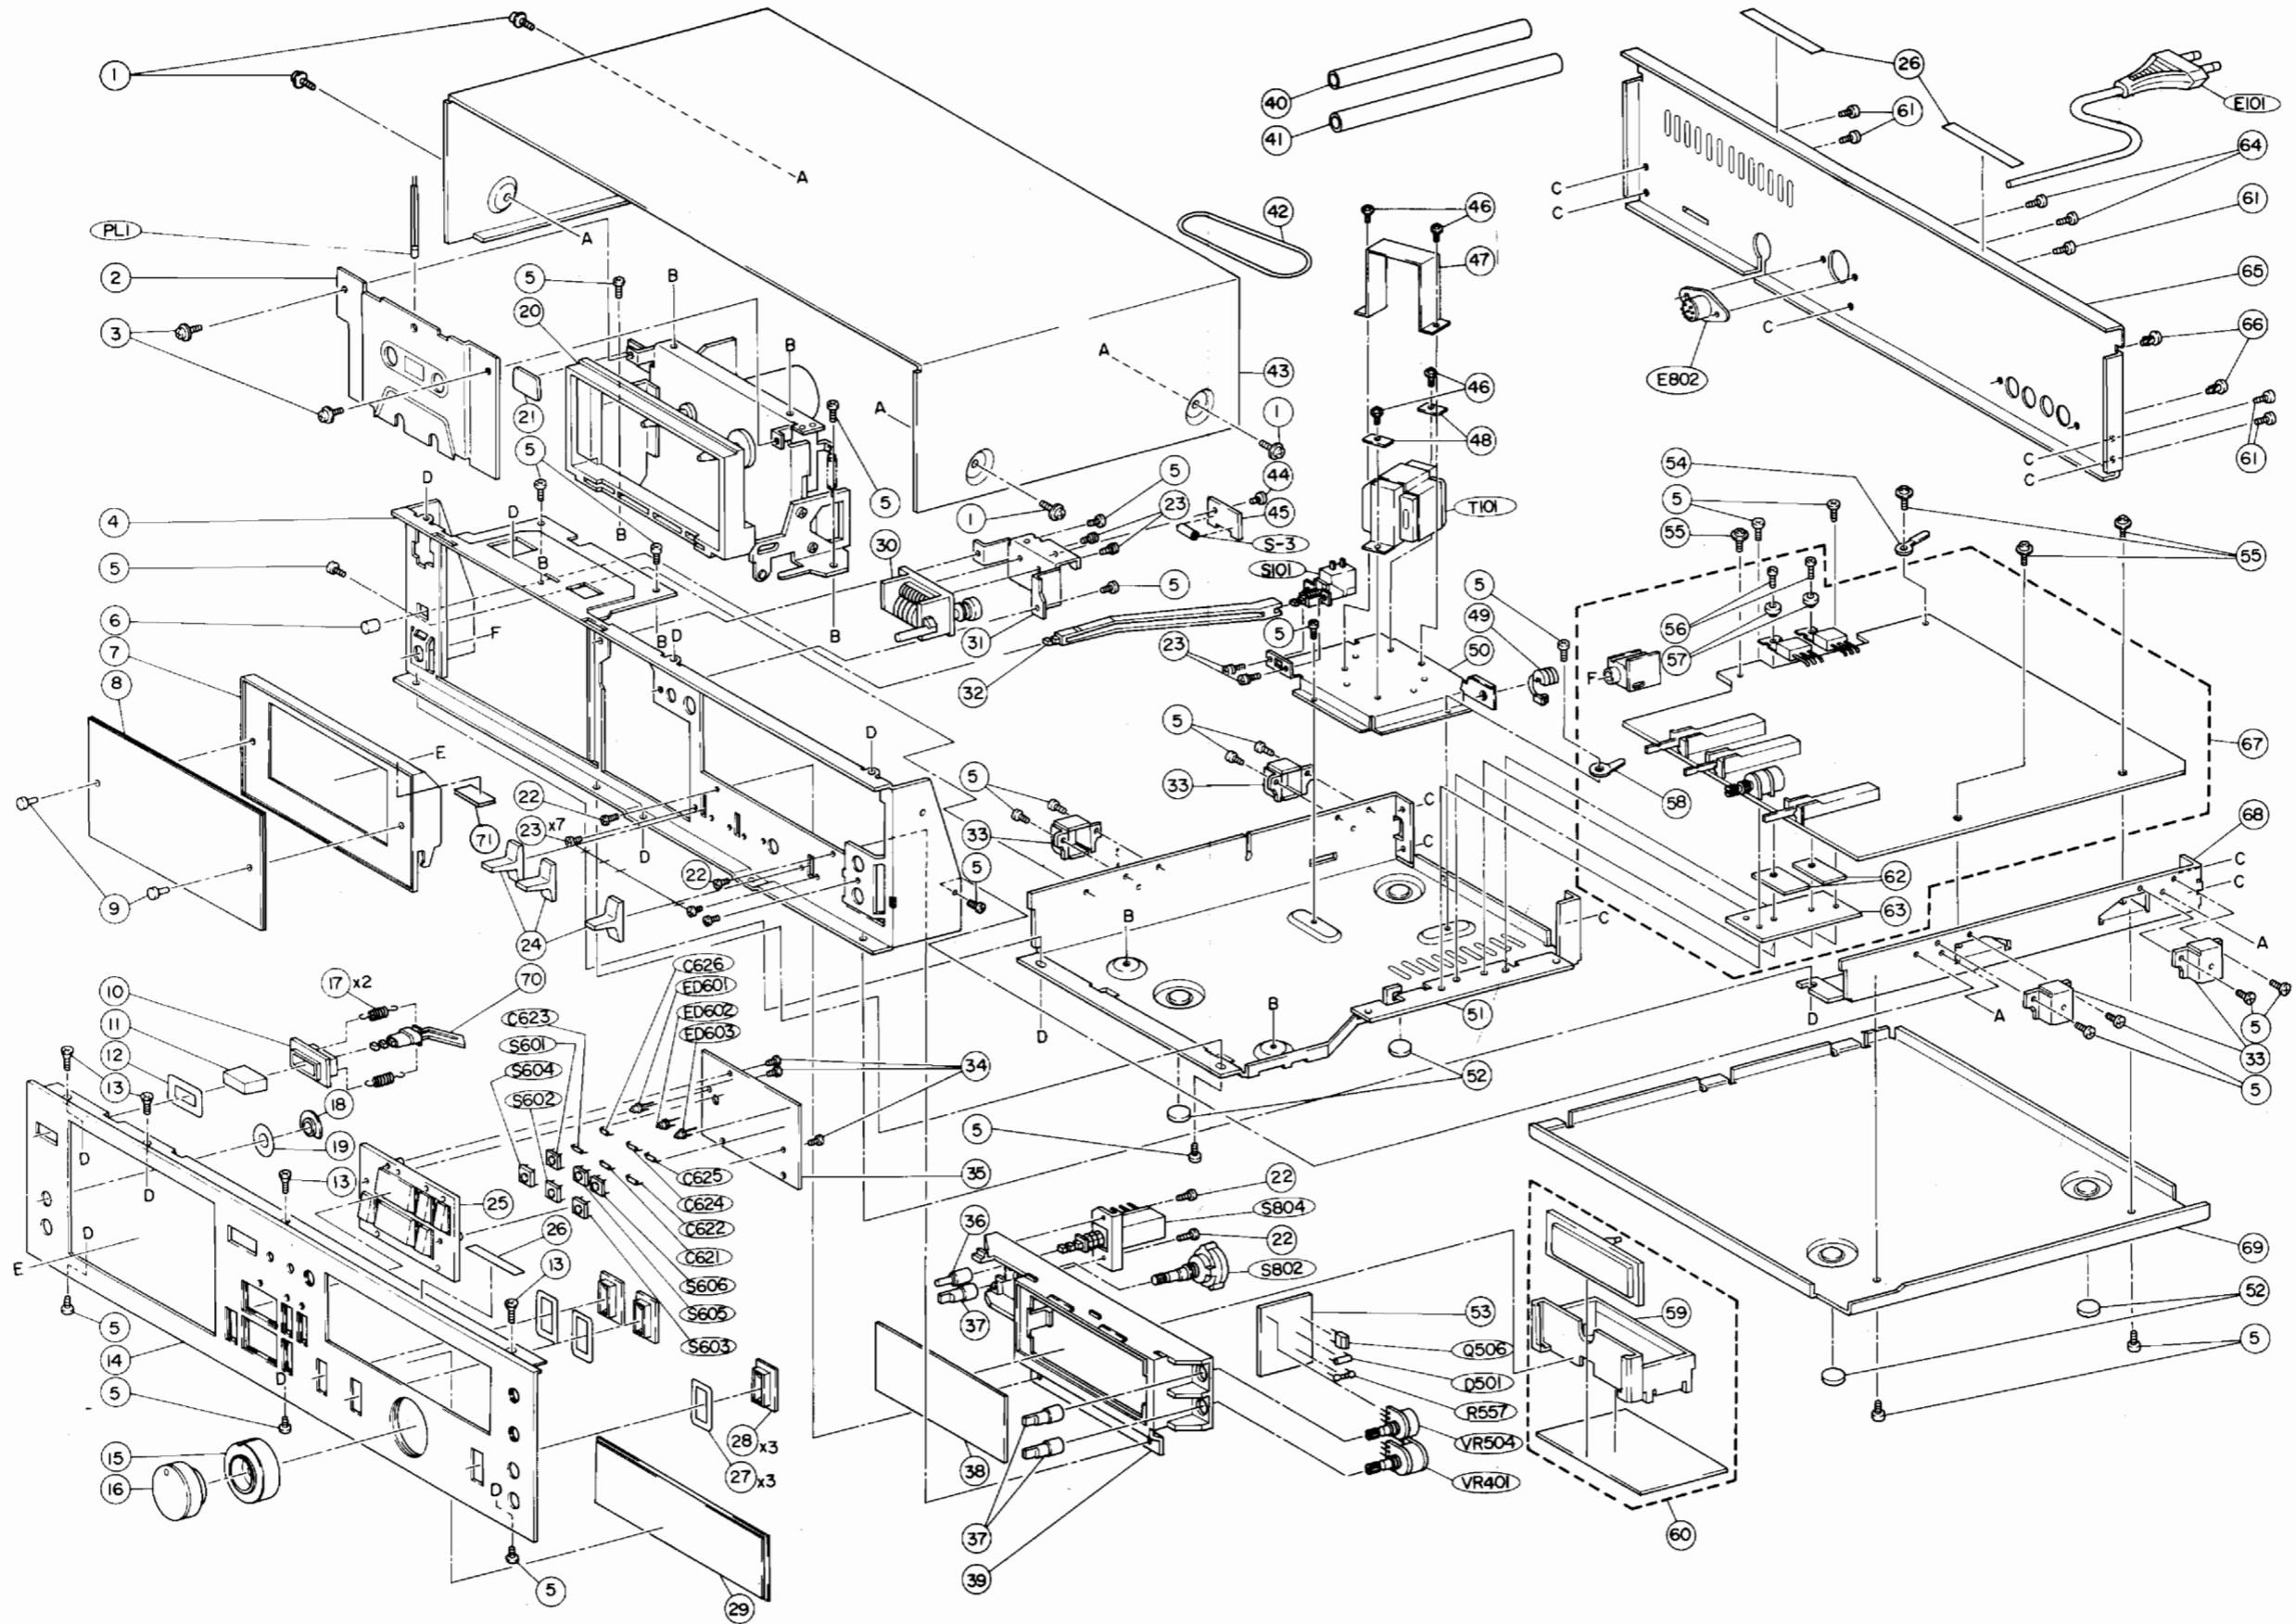 1
26
E101
40
41
61
64
A
C
C
61
PL1
42
46
A
2
5
B
47
65
20
C
66
3
B
E802
A
43
46
21
A
1
48
54
C
61
5
D
5
5
44
C
4
D
1
23
45
T101
55
55
B
30
S-3
5
B
5
S101
5
56
6
F
B
D
31
5
49
57
7
32
23
50
F
8
E
D
5
67
22
5
33
58
23 x7
71
C
68
D
33
C
9
22
5
C
62
C
24
C
63
B
C626
A
17 x2
70
10
ED601
51
C623
ED602
D
B
D
A
5
11
S601
ED603
33
12
S604
34
52
13
S602
5
18
5
19
D
35
22
13
C625
D
25
C624
S804
36
26
C622
22
D
C621
69
E
13
S606
S802
53
59
37
S605
52
5
S603
Q506
14
D
D501
5
5
R557
28 x3
VR504
15
38
27 x3
16
D
VR401
37
60
39
5
29